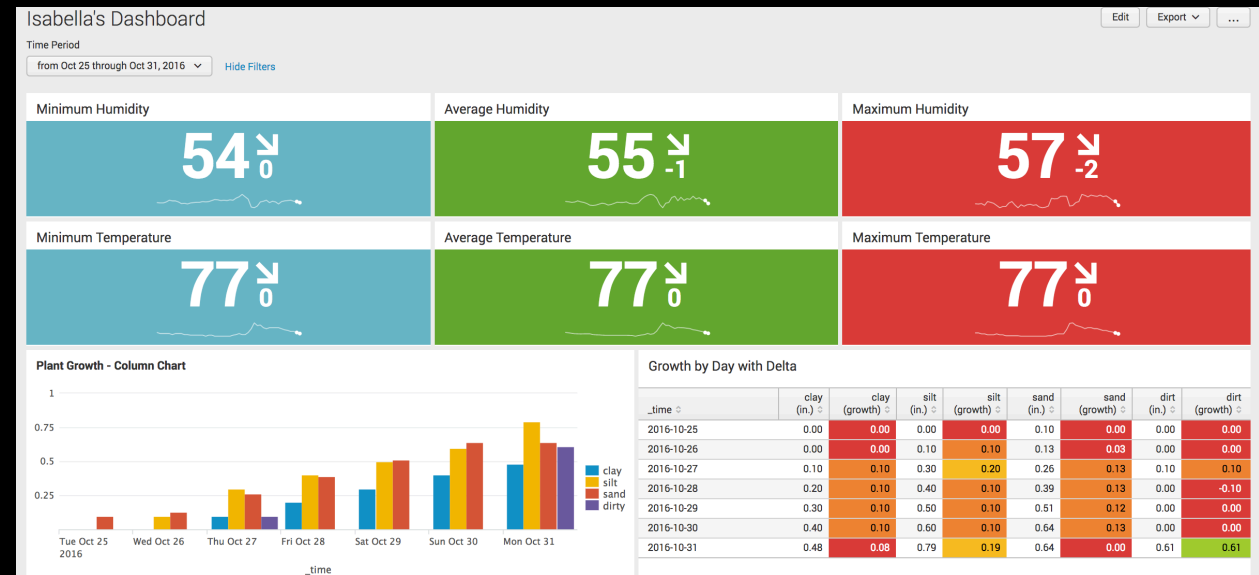 Isabella's Dashboard
Edit Export ...
Time Period
from Oct 25 through Oct 31, 2016 Hide Filters
Minimum Humidity Average Humidity Maximum Humidity
54 0 55 -1 57 -2
Minimum Temperature Average Temperature Maximum Temperature
77 0 77 0 77 0
Plant Growth - Column Chart
1
0.75
0.5
0.25
clay
silt
sand
dirty
Tue Oct 25 Wed Oct 26 Thu Oct 27 Fri Oct 28 Sat Oct 29 Sun Oct 30 Mon Oct 31
2016
_time
Growth by Day with Delta
_time clay (in.) clay (growth) silt (in.) silt (growth) sand (in.) sand (growth) dirt (in.) dirt (growth)
2016-10-25 0.00 0.00 0.00 0.00 0.10 0.00 0.00 0.00
2016-10-26 0.00 0.00 0.10 0.10 0.13 0.03 0.00 0.00
2016-10-27 0.10 0.10 0.30 0.20 0.26 0.13 0.10 0.10
2016-10-28 0.20 0.10 0.40 0.10 0.39 0.13 0.00 -0.10
2016-10-29 0.30 0.10 0.50 0.10 0.51 0.12 0.00 0.00
2016-10-30 0.40 0.10 0.60 0.10 0.64 0.13 0.00 0.00
2016-10-31 0.48 0.08 0.79 0.19 0.64 0.00 0.61 0.61